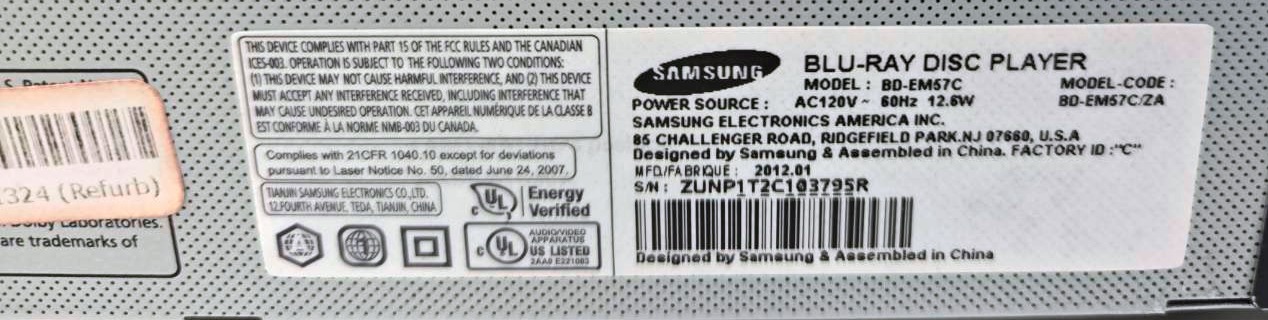 S. Patent
324 (Refurb)
Dolby Laboratories.
are trademarks of
THIS DEVICE COMPLIES WITH PART 15 OF THE FCC RULES AND THE CANADIAN
ICES-003. OPERATION IS SUBJECT TO THE FOLLOWING TWO CONDITIONS:
(1) THIS DEVICE MAY NOT CAUSE HARMFUL INTERFERENCE, AND (2) THIS DEVICE
MUST ACCEPT ANY INTERFERENCE RECEIVED, INCLUDING INTERFERENCE THAT
MAY CAUSE UNDESIRED OPERATION. CET APPAREIL NUMÉRIQUE DE LA CLASSE B
EST CONFORME À LA NORME NMB-003 DU CANADA.
Complies with 21CFR 1040.10 except for deviations
pursuant to Laser Notice No. 50, dated June 24, 2007.
TIANJIN SAMSUNG ELECTRONICS CO.,LTD.
12.FOURTH AVENUE, TEDA, TIANJIN, CHINA
c UL Energy
Verified
c UL US LISTED
AUDIO/VIDEO
APPARATUS
2AA9 E221003
SAMSUNG
BLU-RAY DISC PLAYER
MODEL : BD-EM57C MODEL-CODE :
POWER SOURCE : AC120V ~ 60Hz 12.6W BD-EM57C/ZA
SAMSUNG ELECTRONICS AMERICA INC.
85 CHALLENGER ROAD, RIDGEFIELD PARK.NJ 07660, U.S.A
Designed by Samsung & Assembled in China. FACTORY ID :"C"
MFD/FABRIQUE : 2012.01
S/N : ZUNP1T2C103795R
Designed by Samsung & Assembled in China